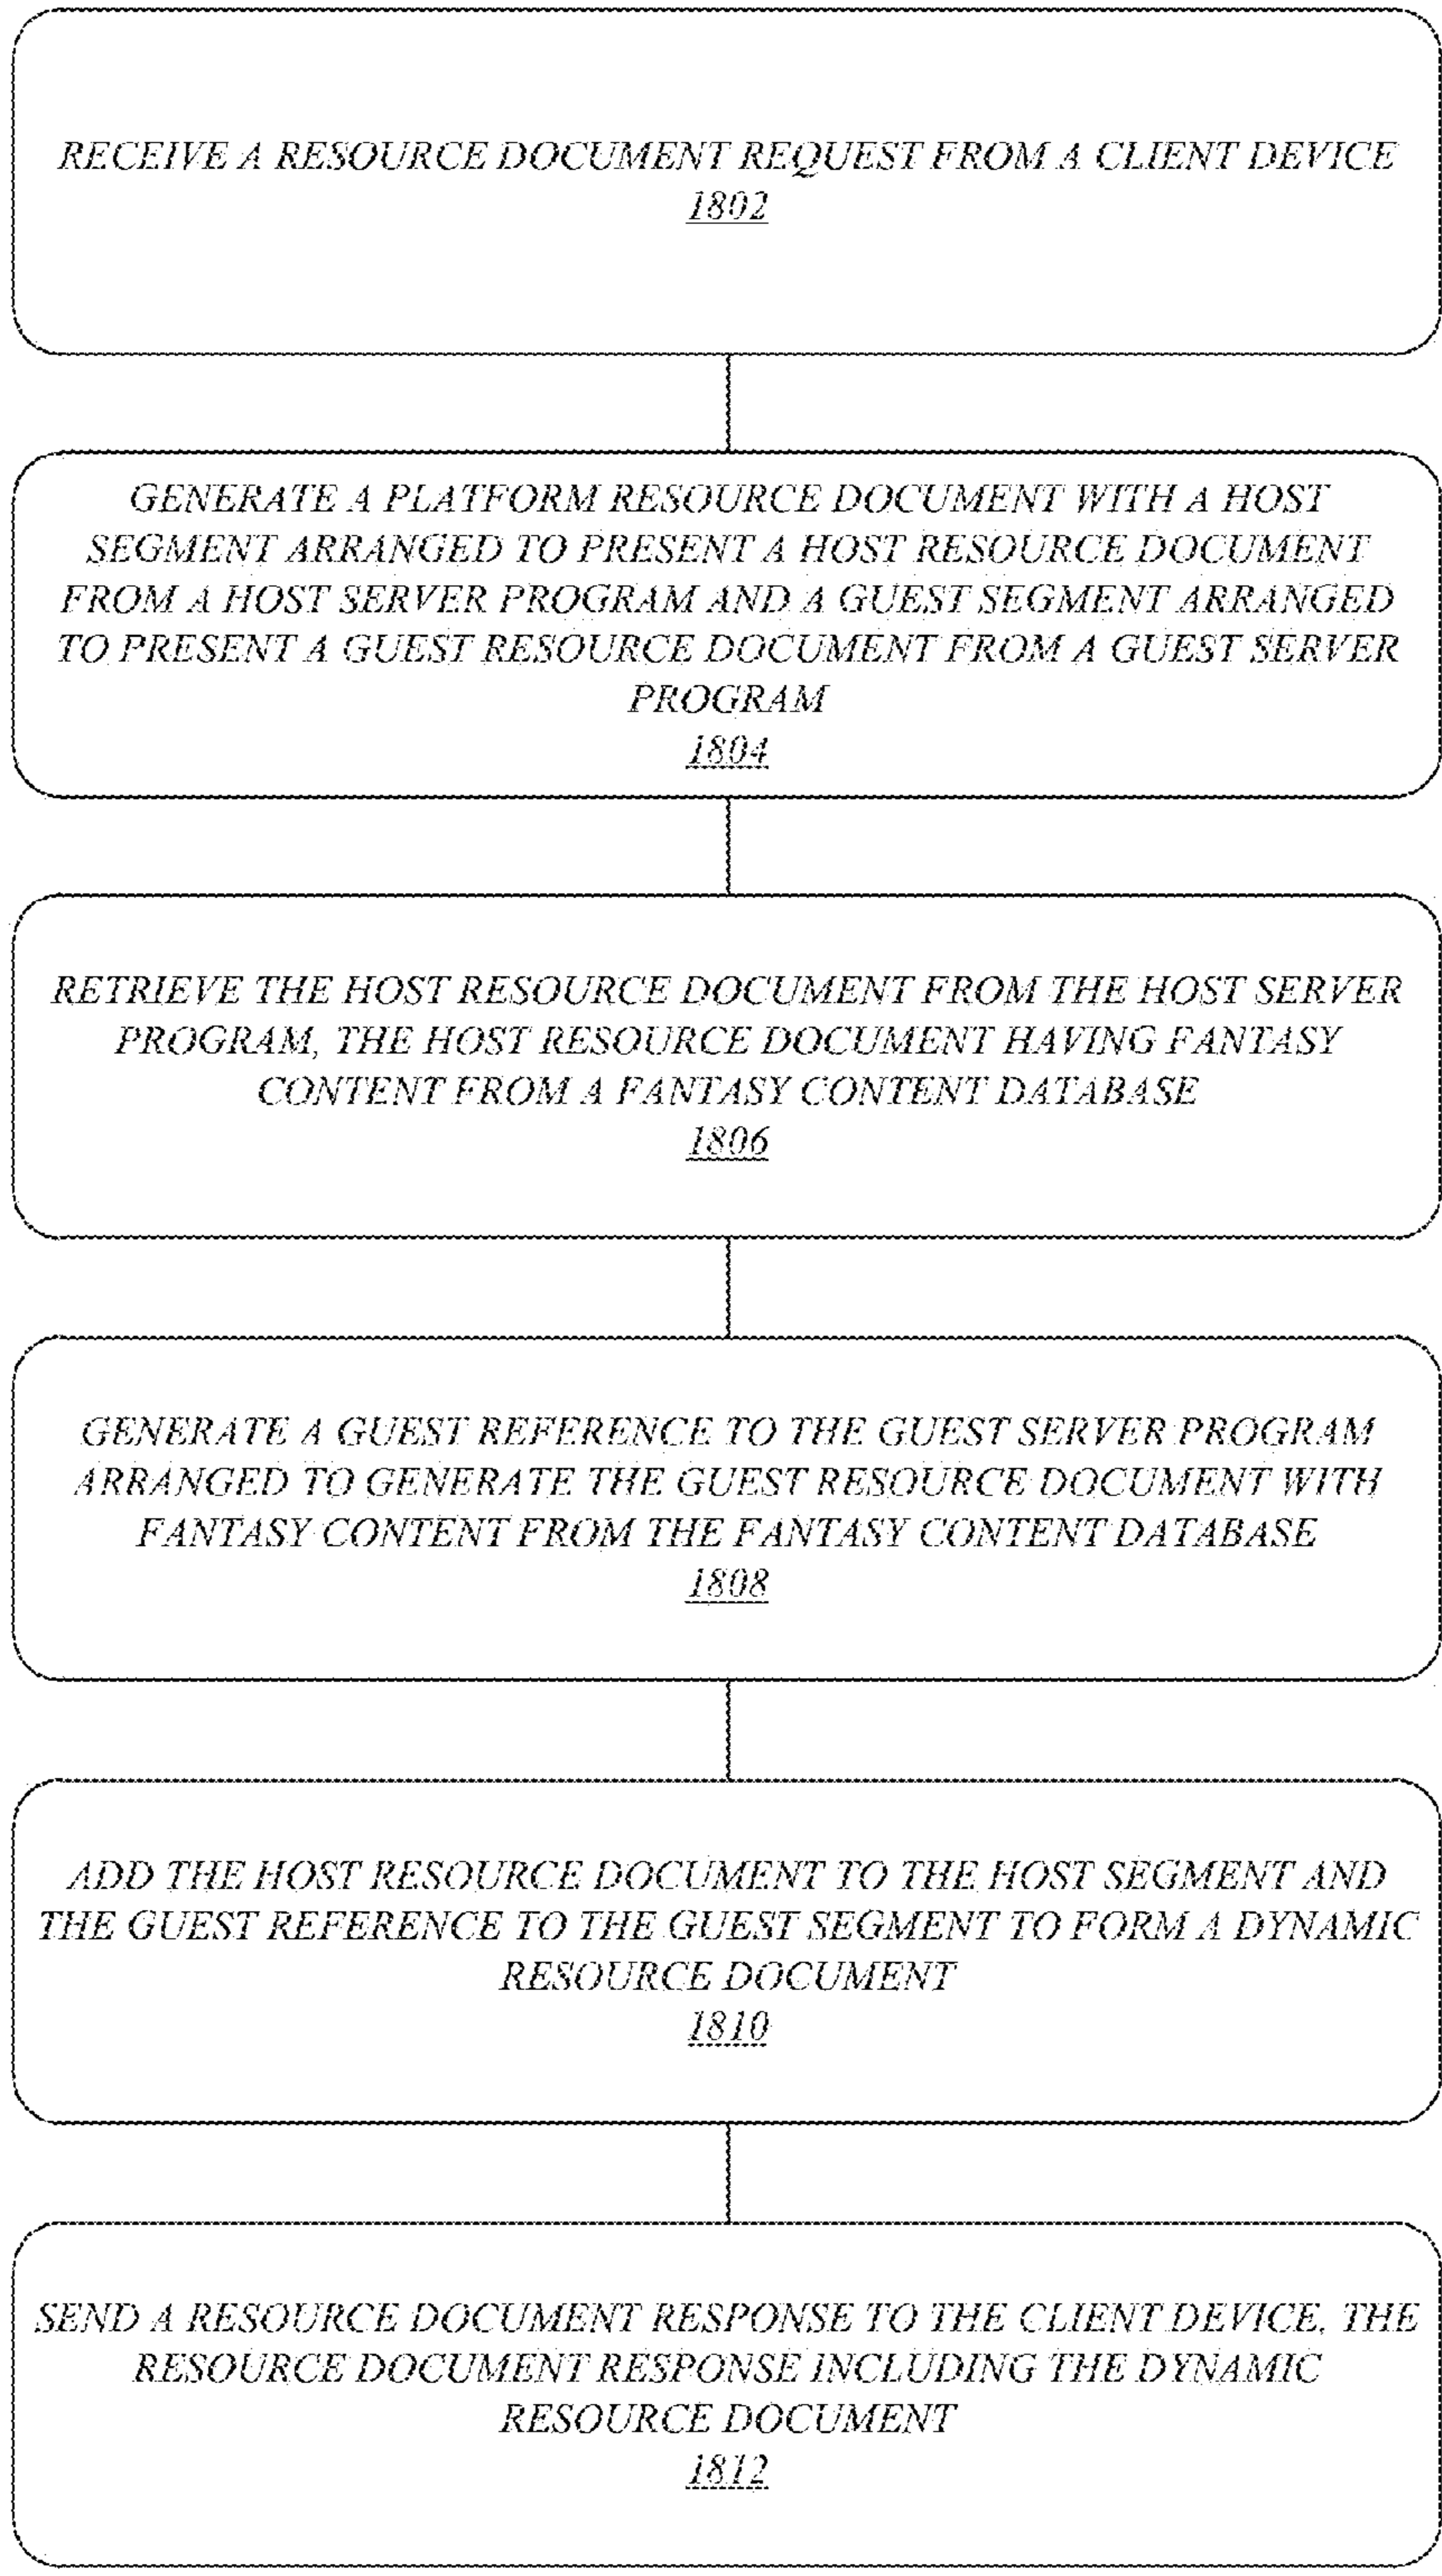 RECEIVE A RESOURCE DOCUMENT REQUEST FROM A CLIENT DEVICE
1802
GENERATE A PLATFORM RESOURCE DOCUMENT WITH A HOST
SEGMENT ARRANGED TO PRESENT A HOST RESOURCE DOCUMENT
FROM A HOST SERVER PROGRAM AND A GUEST SEGMENT ARRANGED
TO PRESENT A GUEST RESOURCE DOCUMENT FROM A GUEST SERVER
PROGRAM
1804
RETRIEVE THE HOST RESOURCE DOCUMENT FROM THE HOST SERVER
PROGRAM, THE HOST RESOURCE DOCUMENT HAVING FANTASY
CONTENT FROM A FANTASY CONTENT DATABASE
1806
GENERATE A GUEST REFERENCE TO THE GUEST SERVER PROGRAM
ARRANGED TO GENERATE THE GUEST RESOURCE DOCUMENT WITH
FANTASY CONTENT FROM THE FANTASY CONTENT DATABASE
1808
ADD THE HOST RESOURCE DOCUMENT TO THE HOST SEGMENT AND
THE GUEST REFERENCE TO THE GUEST SEGMENT TO FORM A DYNAMIC
RESOURCE DOCUMENT
1810
SEND A RESOURCE DOCUMENT RESPONSE TO THE CLIENT DEVICE, THE
RESOURCE DOCUMENT RESPONSE INCLUDING THE DYNAMIC
RESOURCE DOCUMENT
1812